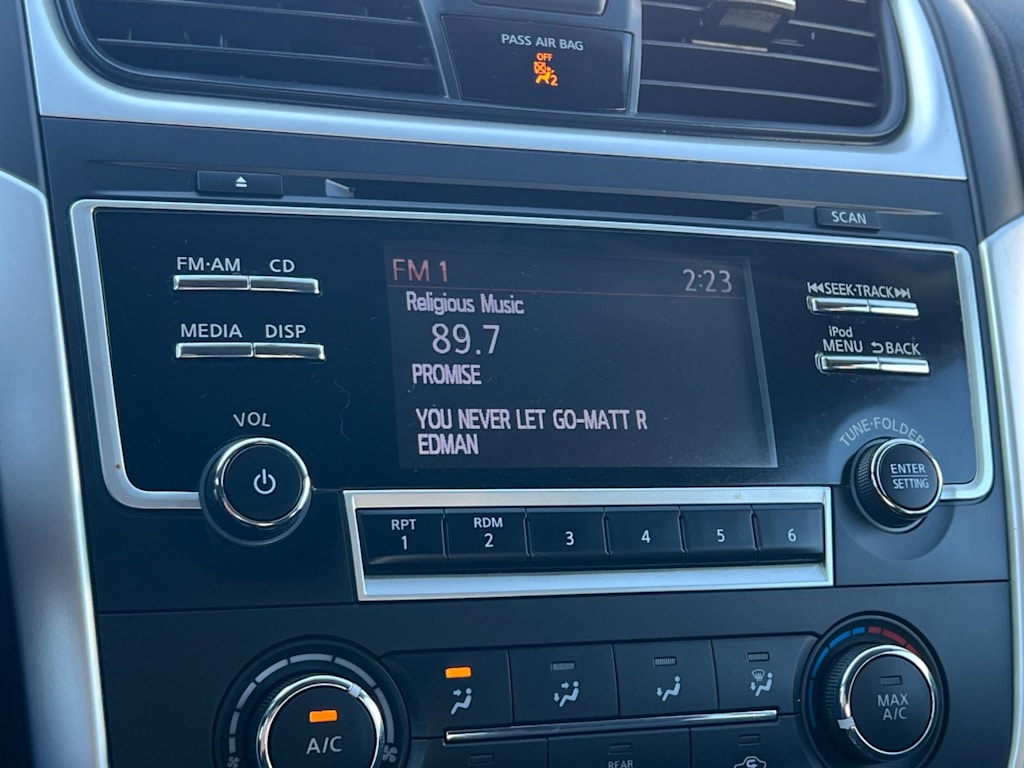 PASS AIR BAG
OFF
2
SCAN
FM·AM CD
MEDIA DISP
VOL
FM 1 2:23
Religious Music
89.7
PROMISE
YOU NEVER LET GO-MATT R
EDMAN
SEEK·TRACK
iPod
MENU BACK
TUNE·FOLDER
ENTER
SETTING
RPT RDM
1 2 3 4 5 6
A/C
MAX
A/C
REAR